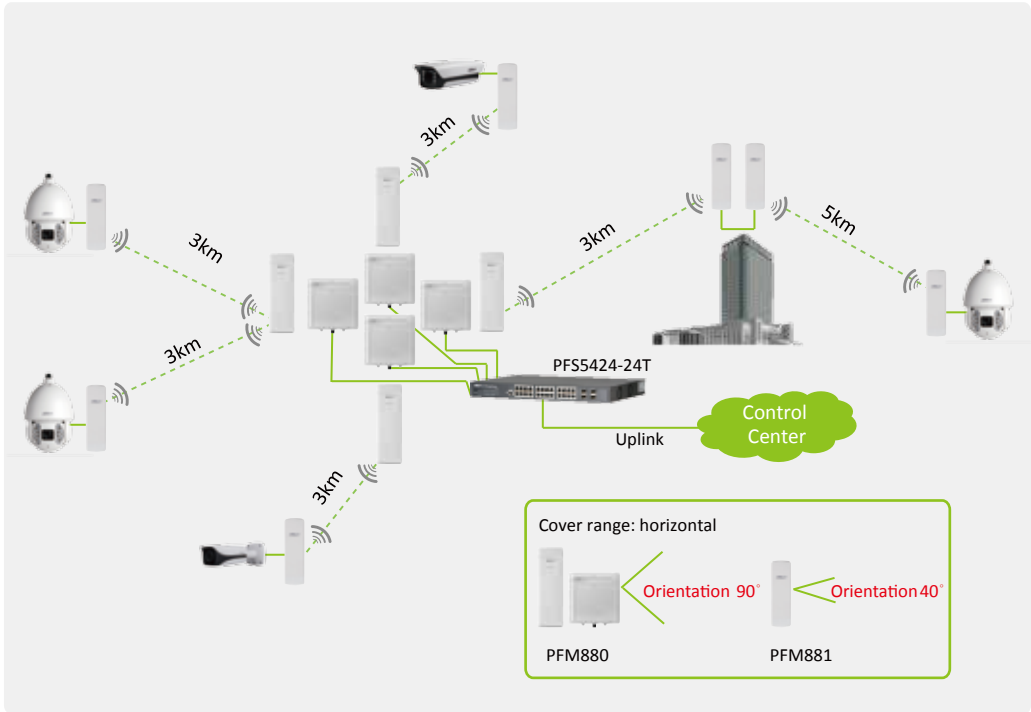 3km
3km
5km
3km
3km
3km
PFS5424-24T
Control
Center
Uplink
Cover range: horizontal
Orientation 90°
Orientation 40°
PFM880
PFM881